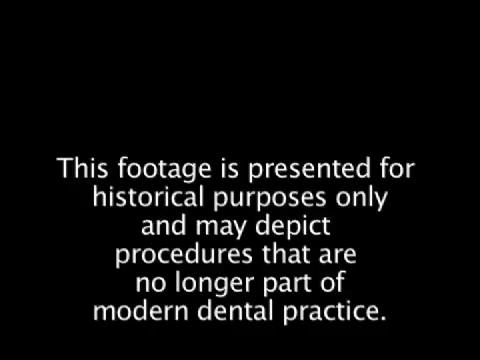 This footage is presented for
historical purposes only
and may depict
procedures that are
no longer part of
modern dental practice.